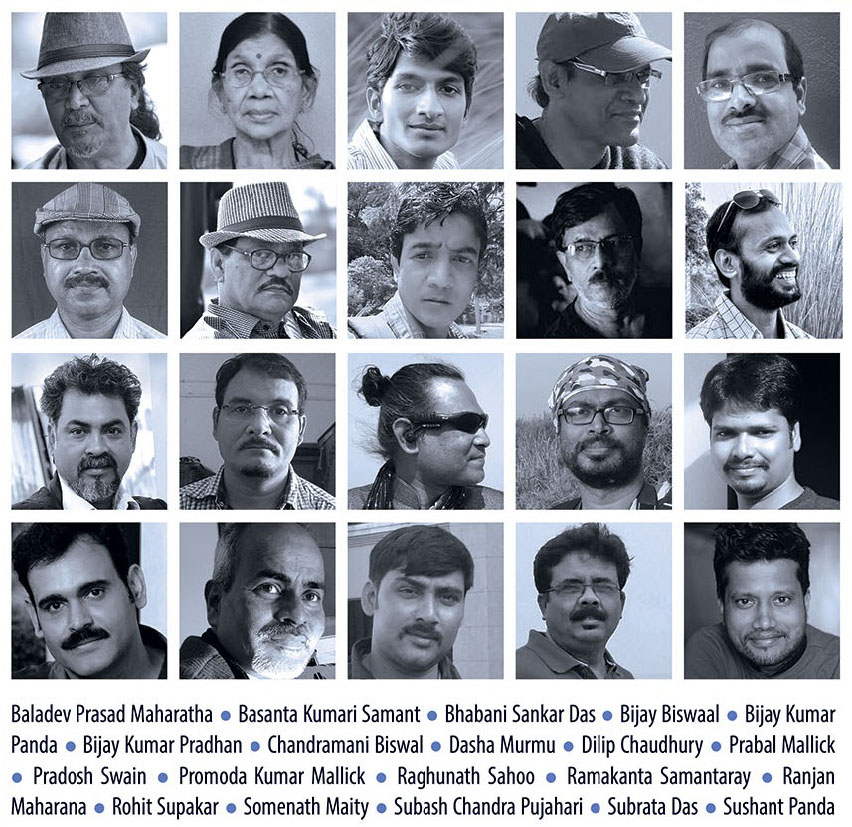 Baladev Prasad Maharatha • Basanta Kumari Samant • Bhabani Sankar Das • Bijay Biswaal • Bijay Kumar
Panda • Bijay Kumar Pradhan • Chandramani Biswal • Dasha Murmu • Dilip Chaudhury • Prabal Mallick
• Pradosh Swain • Promoda Kumar Mallick • Raghunath Sahoo • Ramakanta Samantaray • Ranjan
Maharana • Rohit Supakar • Somenath Maity • Subash Chandra Pujahari • Subrata Das • Sushant Panda